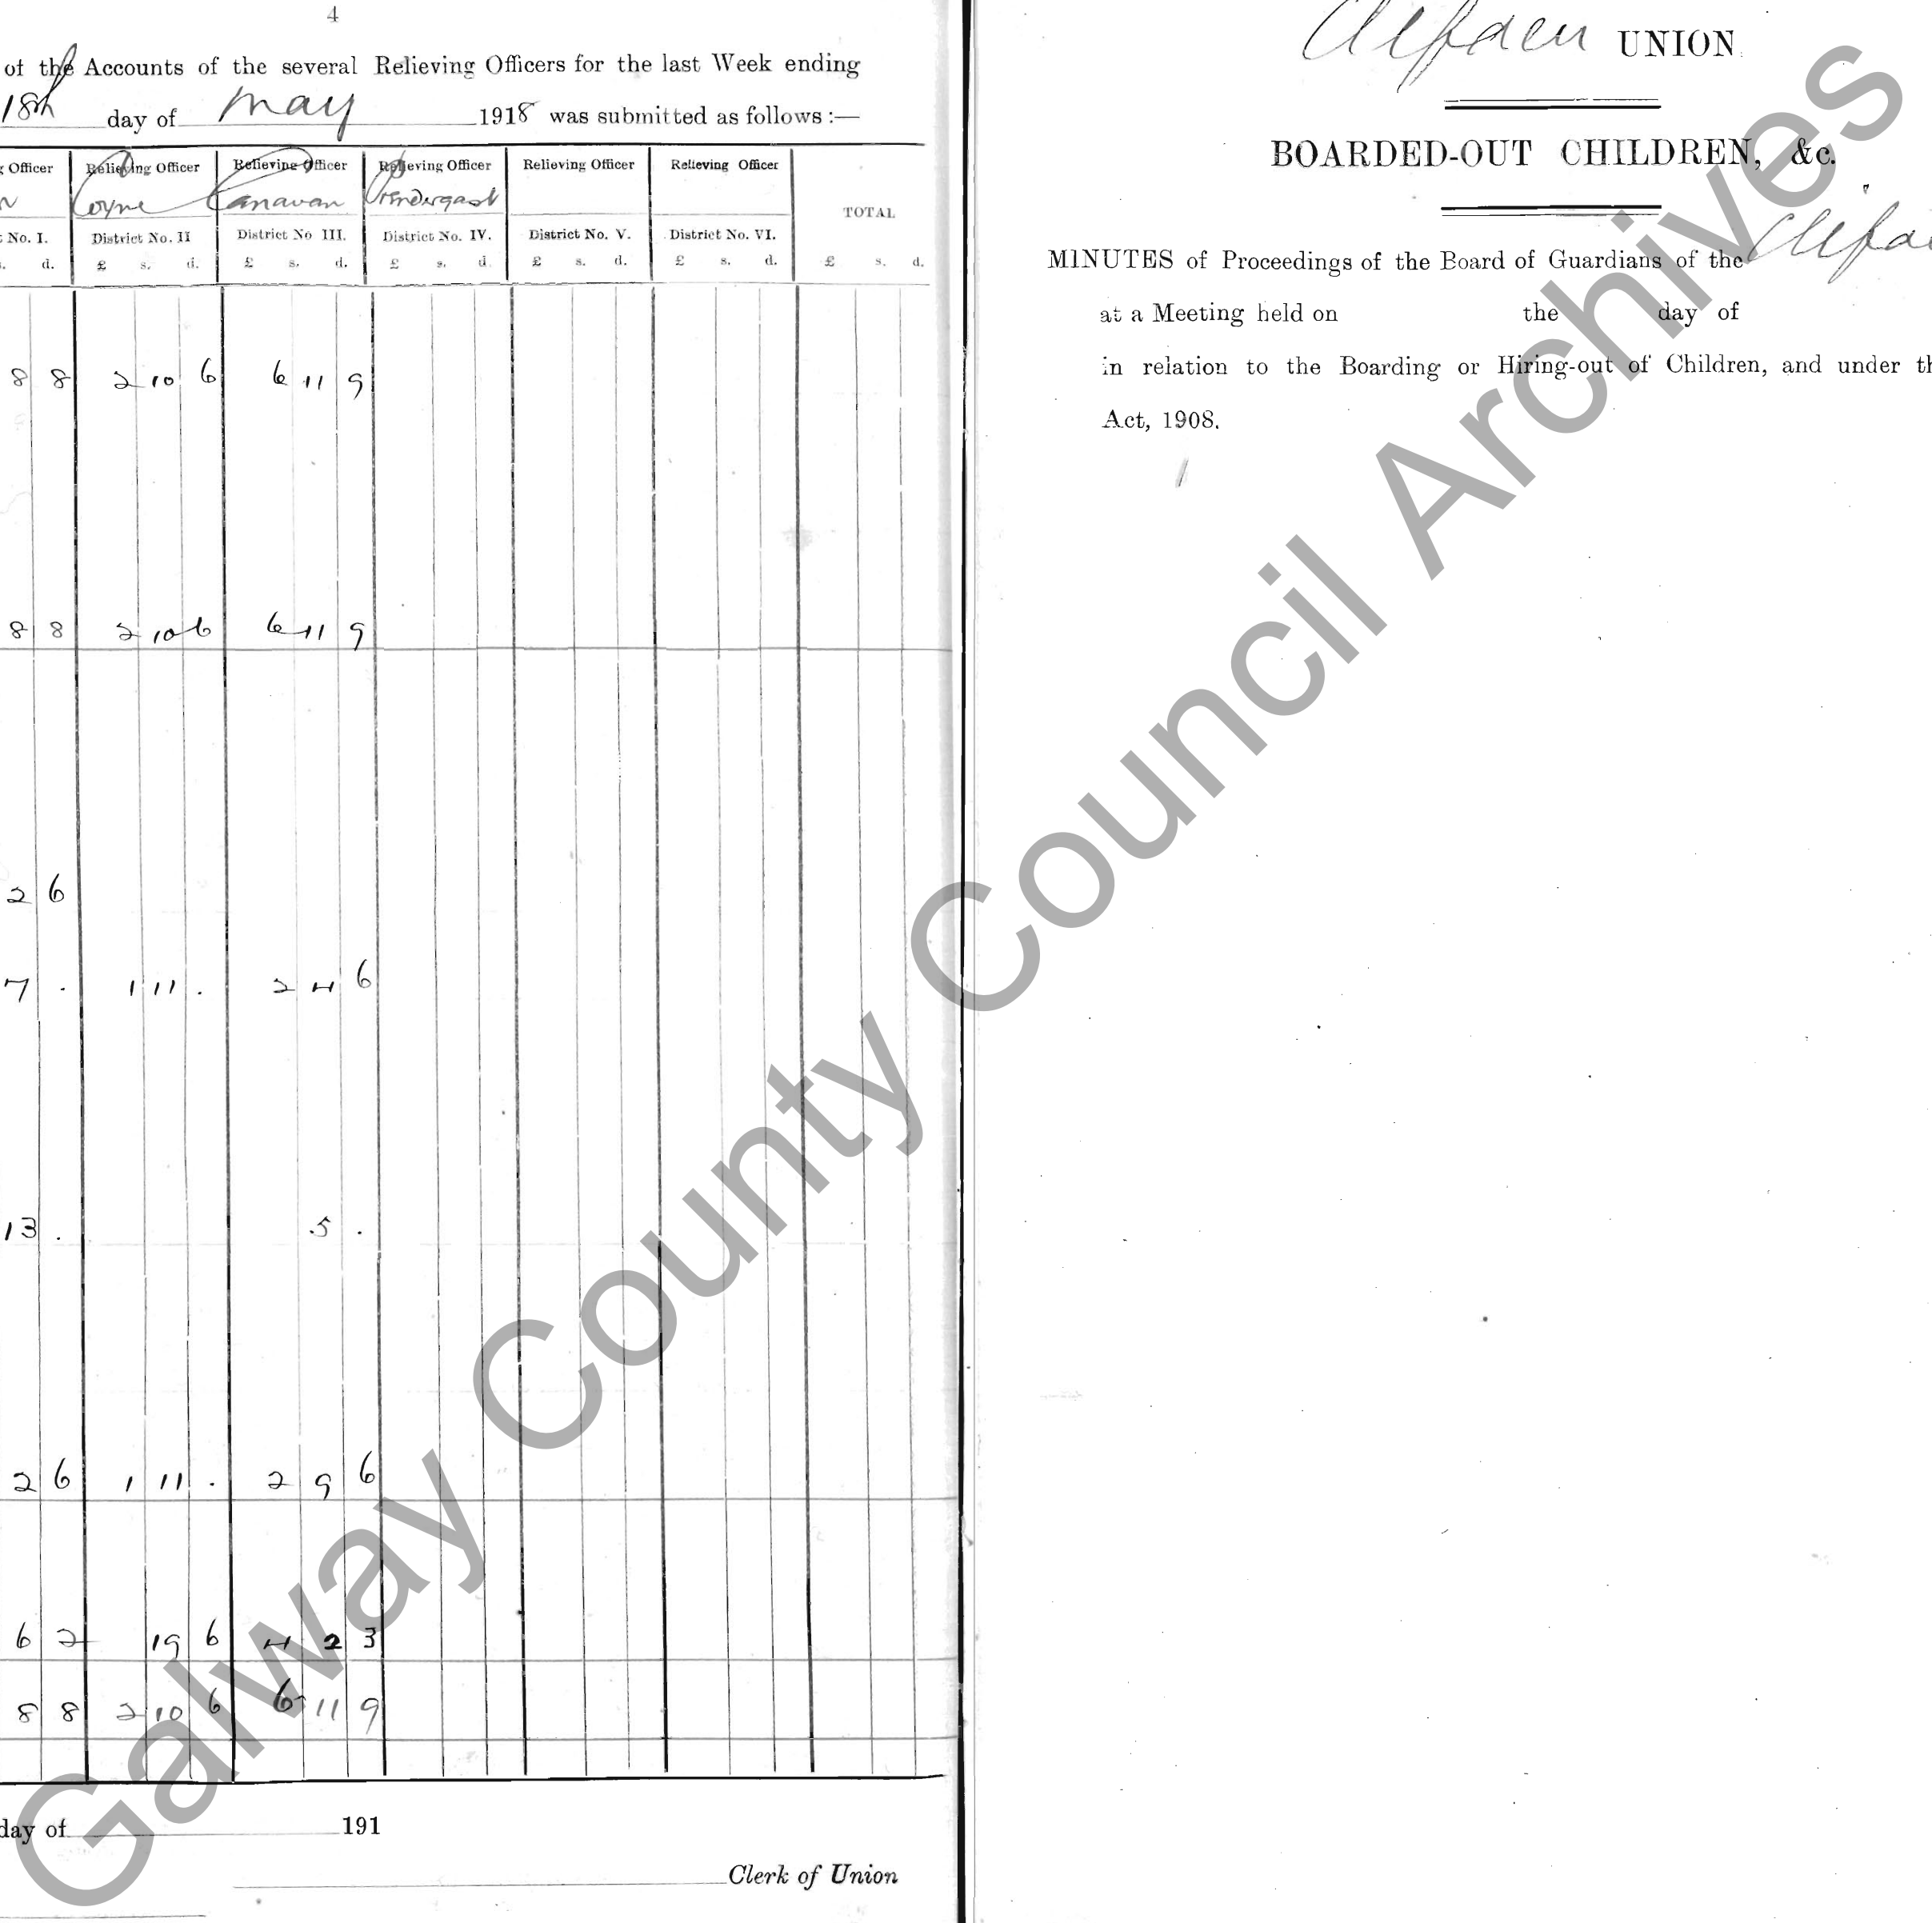 4
of the Accounts of the several Relieving Officers for the last Week ending
18th day of May 1918 was submitted as follows :—
g Officer Relieving Officer Relieving Officer Relieving Officer Relieving Officer Relieving Officer
Coyne Canavan Prendergast
TOTAL
t No. I. District No. II District No III. District No. IV. District No. V. District No. VI.
s. d. £ s. d. £ s. d. £ s. d. £ s. d. £ s. d. £ s. d.
8 8 2 10 6 6 11 9
8 8 2 10 6 6 11 9
2 6
7 . 1 11 . 2 4 6
13 . 5 .
2 6 1 11 . 2 9 6
6 2 19 6 4 2 3
8 8 2 10 6 6 11 9
day of 191
Clerk of Union
Clifden UNION
BOARDED-OUT CHILDREN, &c.
MINUTES of Proceedings of the Board of Guardians of the Clifde
at a Meeting held on the day of
in relation to the Boarding or Hiring-out of Children, and under th
Act, 1908.
Galway County Council Archives